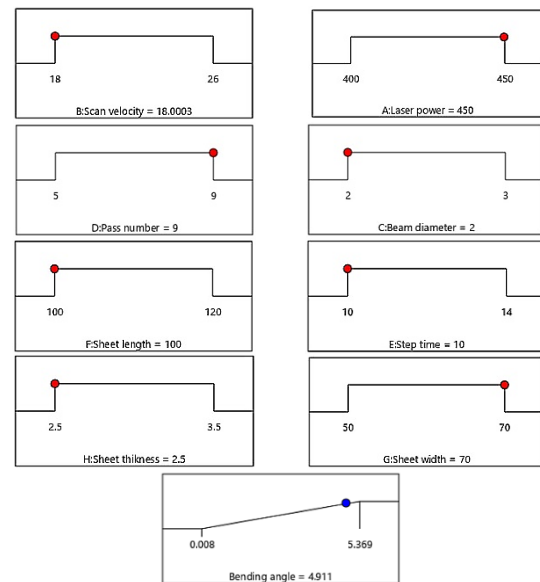 18 26
B:Scan velocity = 18.0003
400 450
A:Laser power = 450
5 9
D:Pass number = 9
2 3
C:Beam diameter = 2
100 120
F:Sheet length = 100
10 14
E:Step time = 10
2.5 3.5
H:Sheet thikness = 2.5
50 70
G:Sheet width = 70
0.008 5.369
Bending angle = 4.911